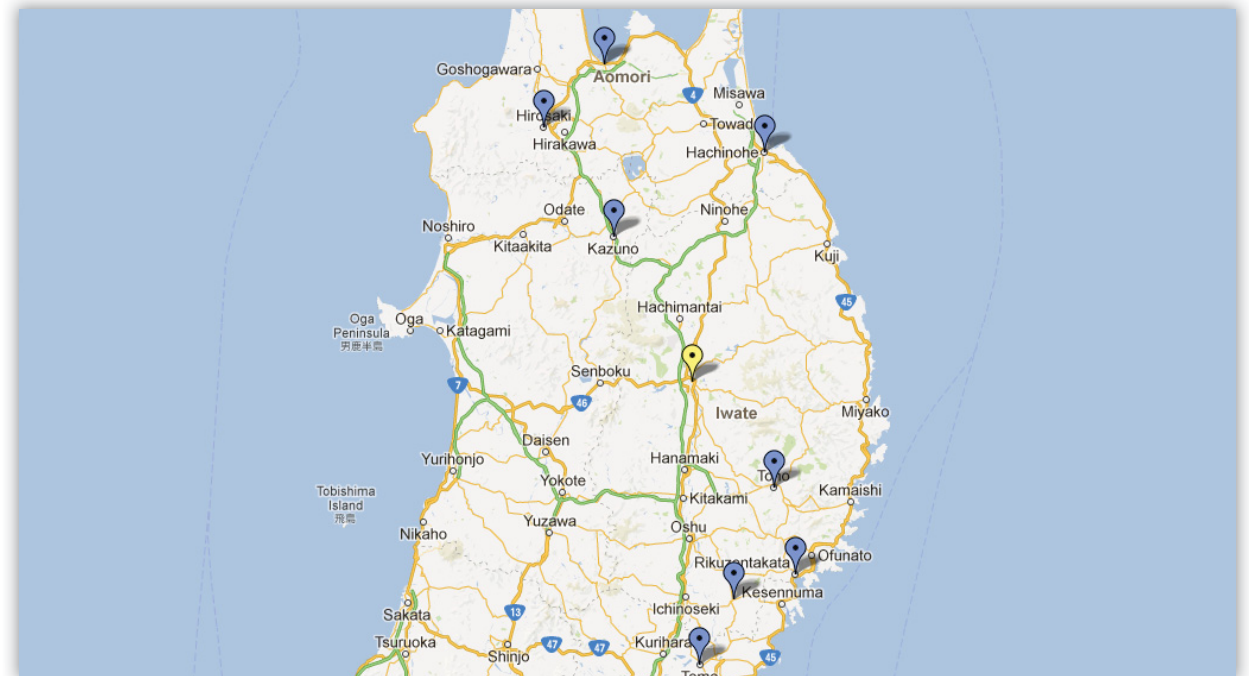 Goshogawara
Aomori
4
Misawa
Hirosaki
Towad
Hirakawa
Hachinohe
Odate
Ninohe
Noshiro
Kitaakita
Kazuno
Kuji
45
Hachimantai
Oga
Peninsula
男鹿半島
Oga
Katagami
Senboku
7
46
Iwate
Miyako
Daisen
Yurihonjo
Hanamaki
Tono
Yokote
Kitakami
Kamaishi
Tobishima
Island
飛島
Nikaho
Yuzawa
Oshu
Ofunato
Rikuzentakata
Kesennuma
Ichinoseki
Sakata
13
Tsuruoka
47
47
Kurihara
Shinjo
45